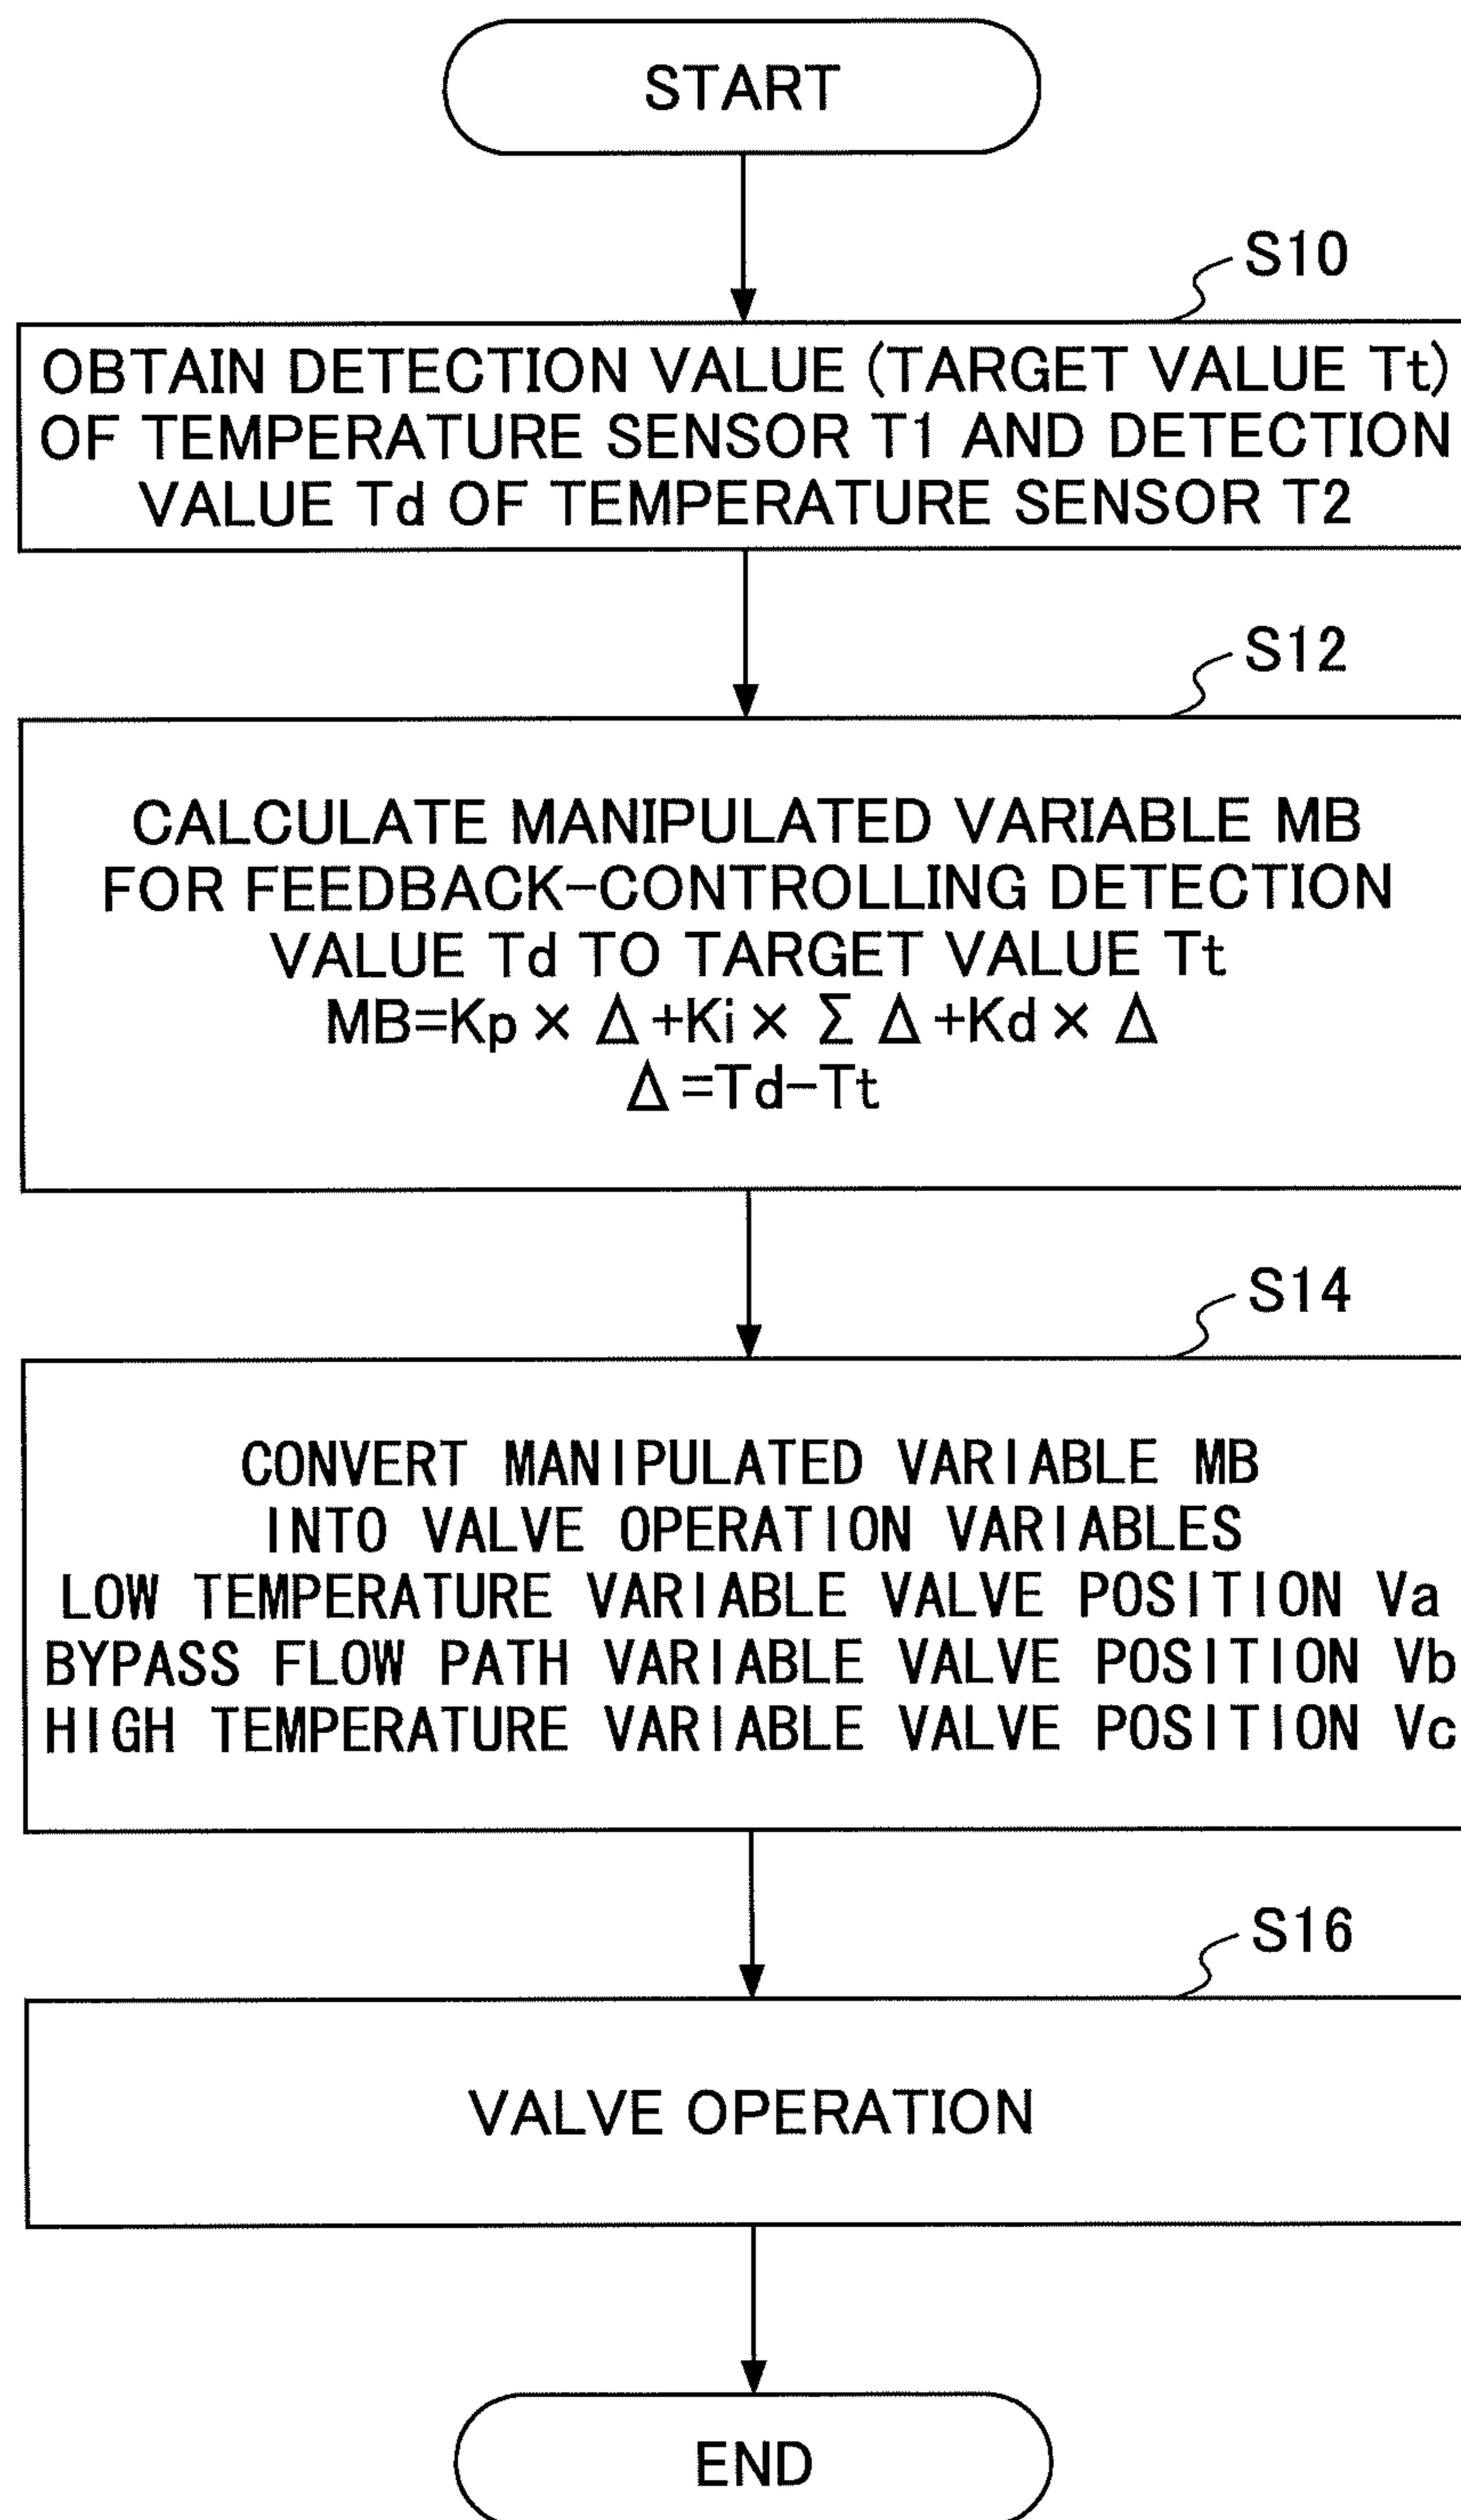 START
S10
OBTAIN DETECTION VALUE (TARGET VALUE Tt)
OF TEMPERATURE SENSOR T1 AND DETECTION
VALUE Td OF TEMPERATURE SENSOR T2
S12
CALCULATE MANIPULATED VARIABLE MB
FOR FEEDBACK-CONTROLLING DETECTION
VALUE Td TO TARGET VALUE Tt
MB=Kp × Δ +Ki × Σ Δ +Kd × Δ
Δ =Td-Tt
S14
CONVERT MANIPULATED VARIABLE MB
INTO VALVE OPERATION VARIABLES
LOW TEMPERATURE VARIABLE VALVE POSITION Va
BYPASS FLOW PATH VARIABLE VALVE POSITION Vb
HIGH TEMPERATURE VARIABLE VALVE POSITION Vc
S16
VALVE OPERATION
END